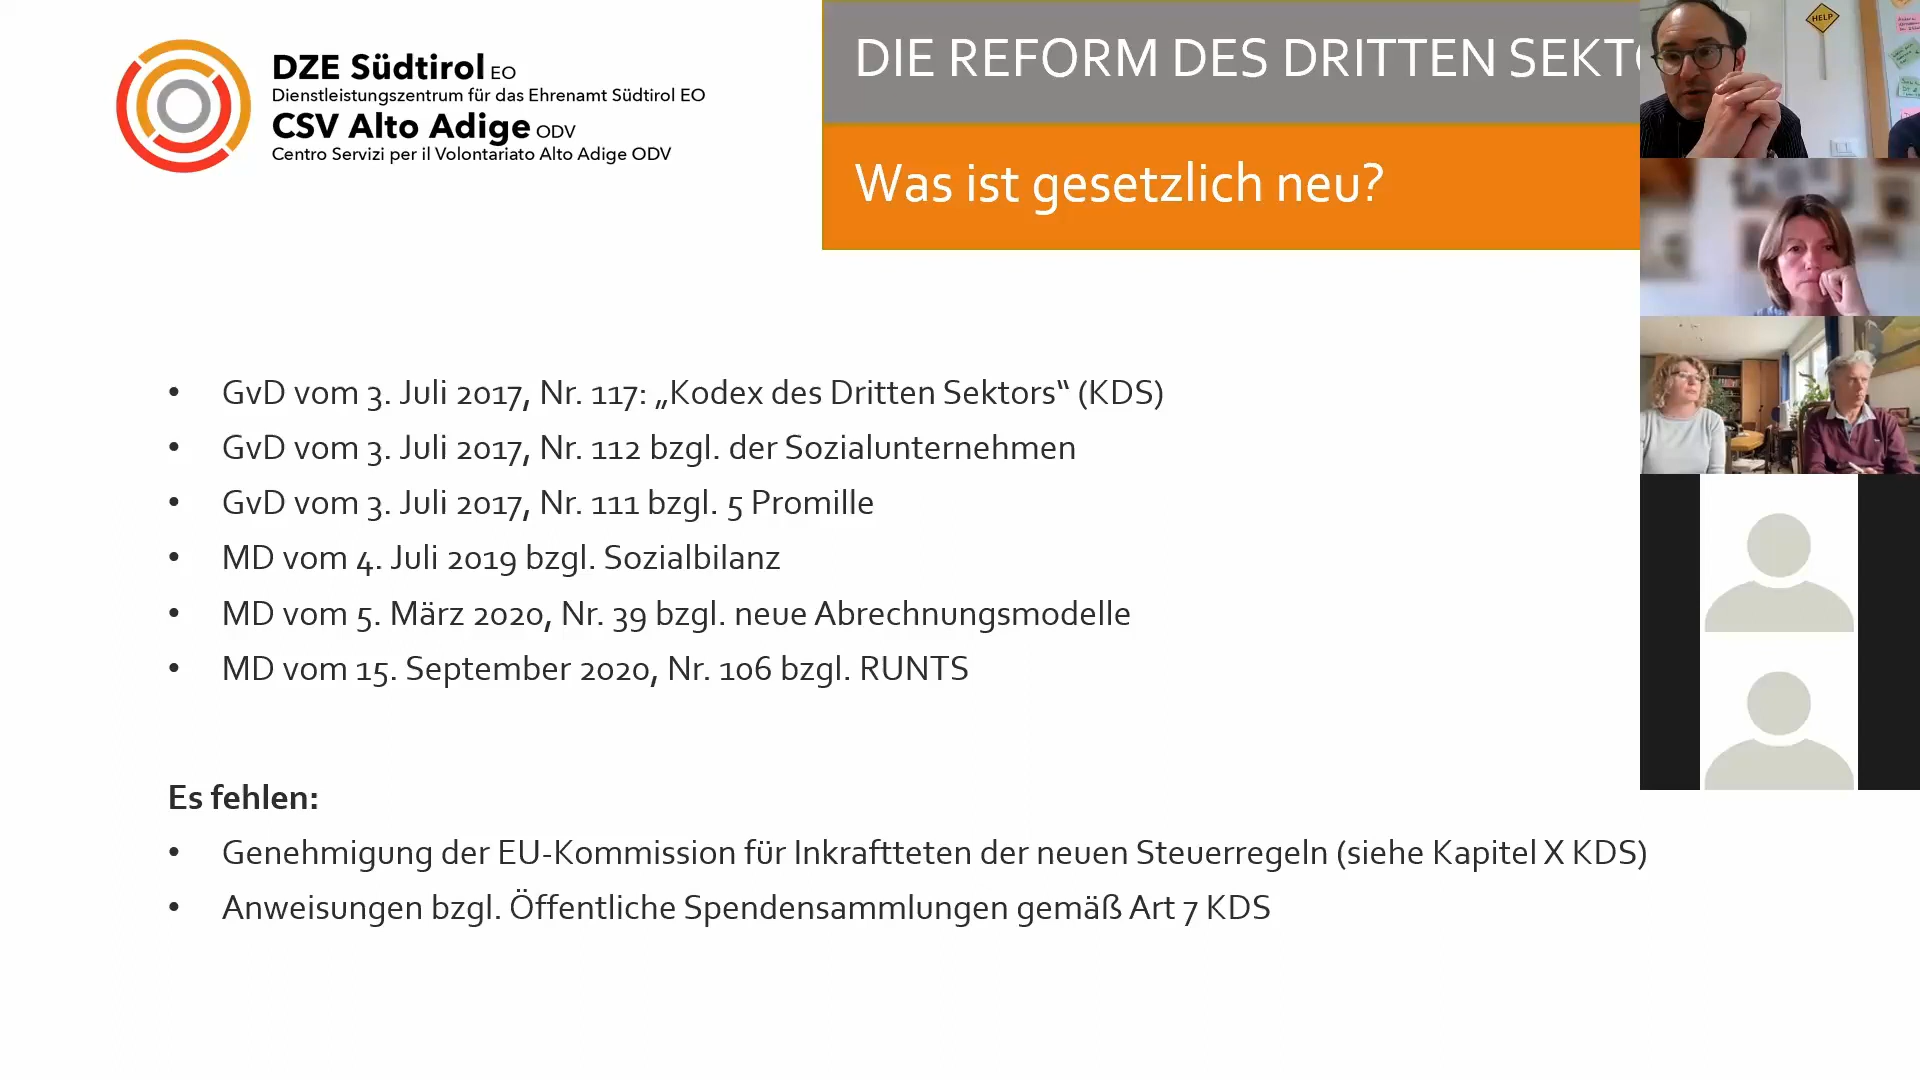 DZE Südtirol EO
Dienstleistungszentrum für das Ehrenamt Südtirol EO
CSV Alto Adige ODV
Centro Servizi per il Volontariato Alto Adige ODV
DIE REFORM DES DRITTEN SEKTO
Was ist gesetzlich neu?
HELP
• GvD vom 3. Juli 2017, Nr. 117: „Kodex des Dritten Sektors“ (KDS)
• GvD vom 3. Juli 2017, Nr. 112 bzgl. der Sozialunternehmen
• GvD vom 3. Juli 2017, Nr. 111 bzgl. 5 Promille
• MD vom 4. Juli 2019 bzgl. Sozialbilanz
• MD vom 5. März 2020, Nr. 39 bzgl. neue Abrechnungsmodelle
• MD vom 15. September 2020, Nr. 106 bzgl. RUNTS
Es fehlen:
• Genehmigung der EU-Kommission für Inkraftteten der neuen Steuerregeln (siehe Kapitel X KDS)
• Anweisungen bzgl. Öffentliche Spendensammlungen gemäß Art 7 KDS